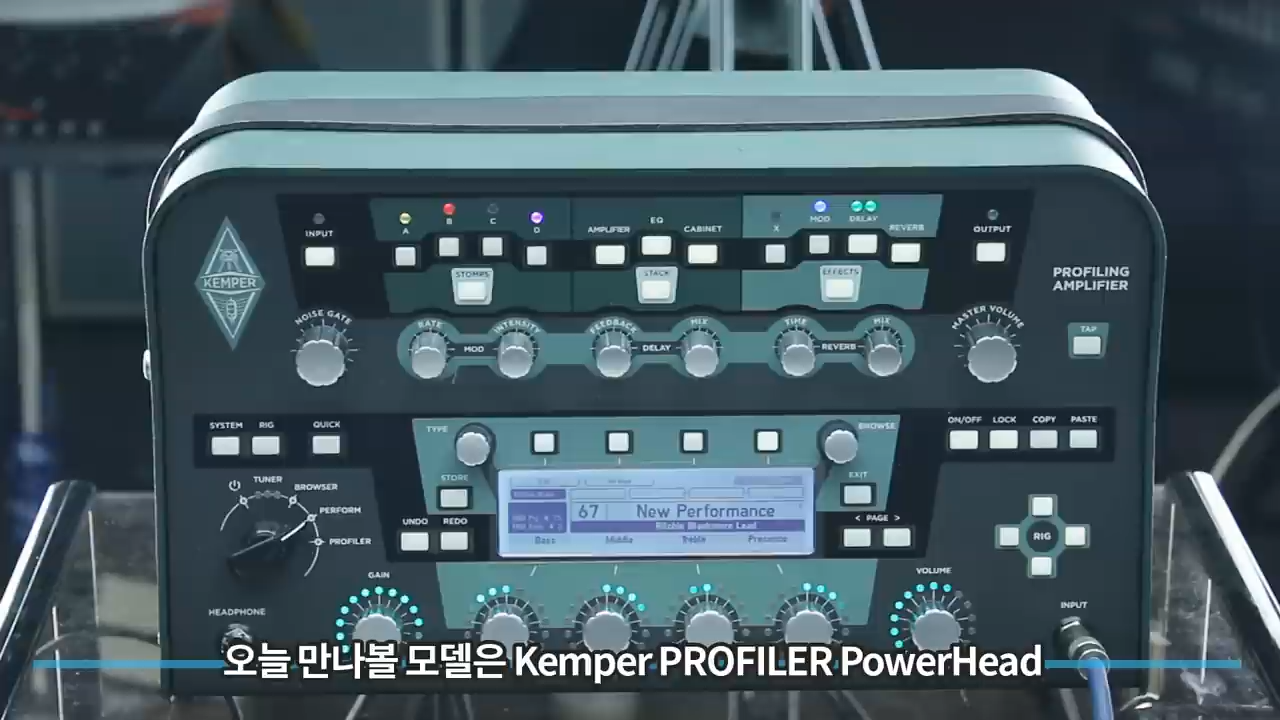 INPUT
A
B
C
D
AMPLIFIER
EQ
CABINET
X
MOD
DELAY
REVERB
OUTPUT
KEMPER
STOMPS
STACK
EFFECTS
PROFILING
AMPLIFIER
NOISE GATE
RATE
MOD
INTENSITY
FEEDBACK
DELAY
MIX
TIME
REVERB
MIX
MASTER VOLUME
TAP
SYSTEM
RIG
QUICK
TYPE
BROWSE
ON/OFF
LOCK
COPY
PASTE
STORE
EXIT
TUNER
BROWSER
PERFORM
PROFILER
UNDO
REDO
67
New Performance
Ritchie Blackmore Lead
Bass
Middle
Treble
Presence
< PAGE >
RIG
GAIN
VOLUME
HEADPHONE
INPUT
오늘 만나볼 모델은 Kemper PROFILER PowerHead